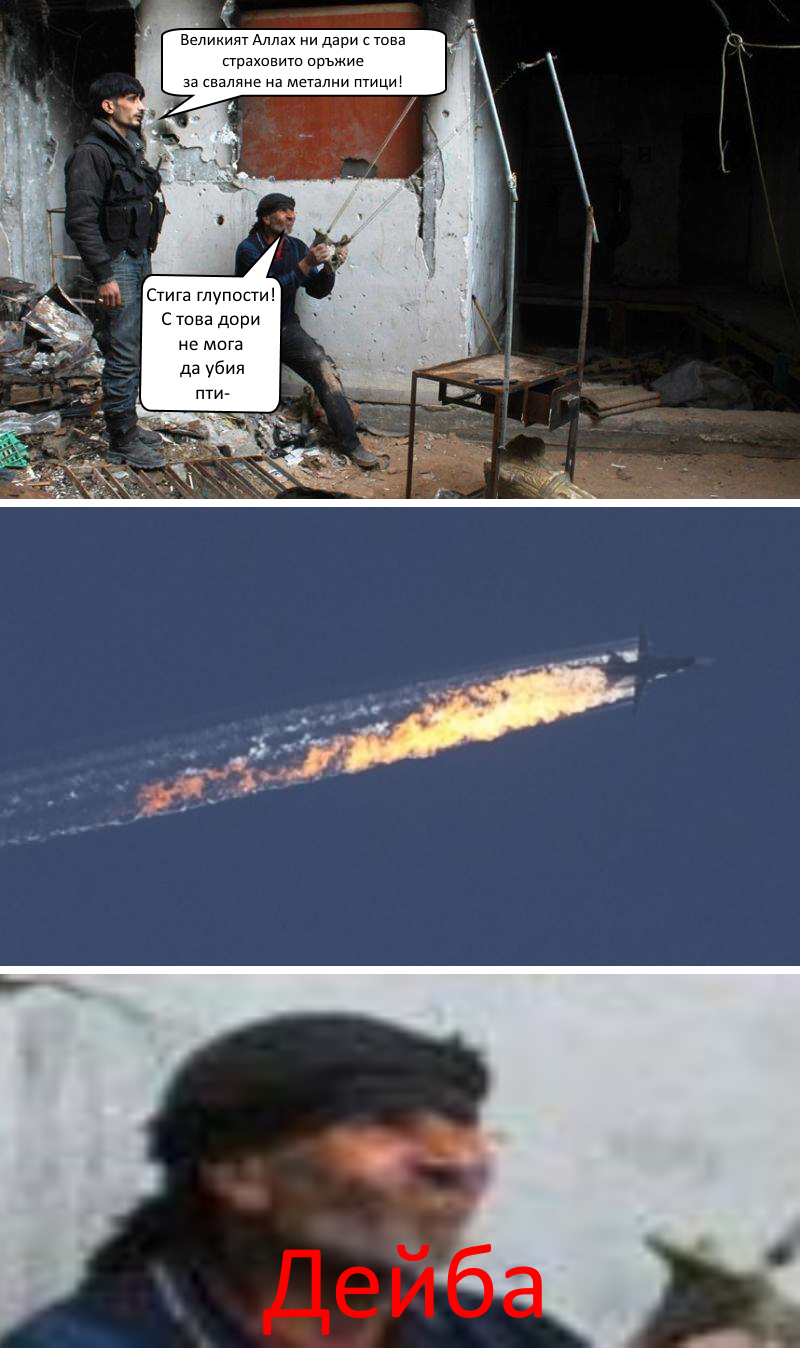 Великият Аллах ни дари с това
страховито оръжие
за сваляне на метални птици!
Стига глупости!
С това дори
не мога
да убия
пти-
Дейба